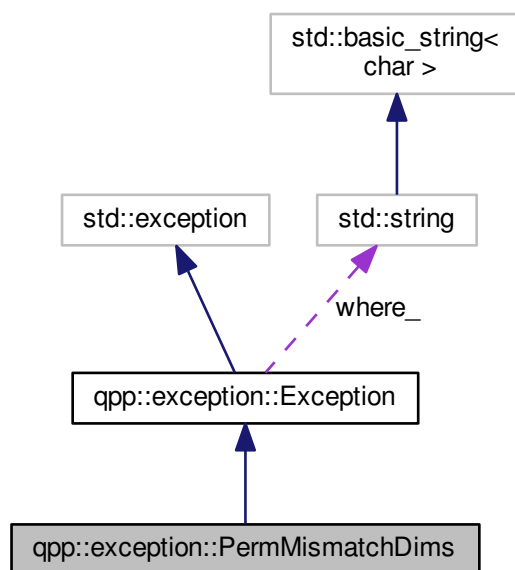 std::basic_string<
char >
std::exception
std::string
where_
qpp::exception::Exception
qpp::exception::PermMismatchDims